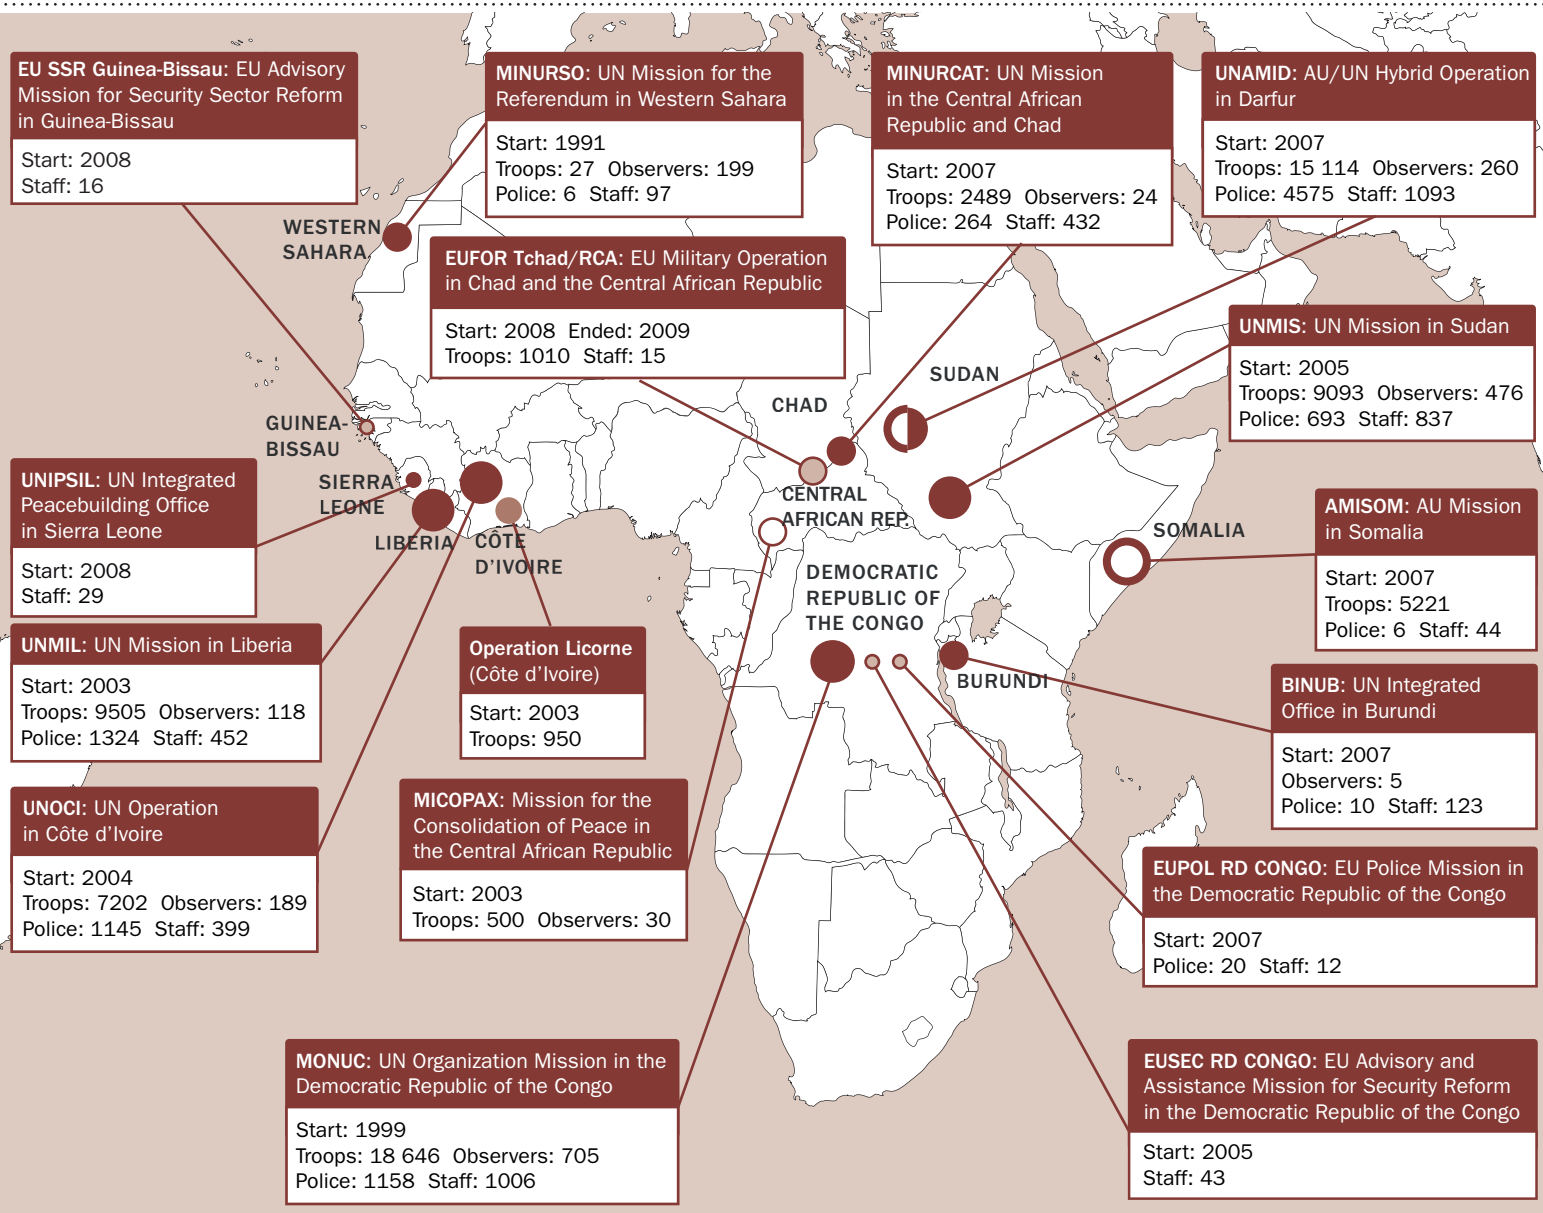 EU SSR Guinea-Bissau: EU Advisory
Mission for Security Sector Reform
in Guinea-Bissau
Start: 2008
Staff: 16
MINURSO: UN Mission for the
Referendum in Western Sahara
Start: 1991
Troops: 27 Observers: 199
Police: 6 Staff: 97
MINURCAT: UN Mission
in the Central African
Republic and Chad
Start: 2007
Troops: 2489 Observers: 24
Police: 264 Staff: 432
UNAMID: AU/UN Hybrid Operation
in Darfur
Start: 2007
Troops: 15 114 Observers: 260
Police: 4575 Staff: 1093
WESTERN
SAHARA
EUFOR Tchad/RCA: EU Military Operation
in Chad and the Central African Republic
Start: 2008 Ended: 2009
Troops: 1010 Staff: 15
UNMIS: UN Mission in Sudan
Start: 2005
Troops: 9093 Observers: 476
Police: 693 Staff: 837
SUDAN
CHAD
GUINEA-
BISSAU
SIERRA
LEONE
LIBERIA
CÔTE
D'IVOIRE
CENTRAL
AFRICAN REP.
SOMALIA
DEMOCRATIC
REPUBLIC OF
THE CONGO
BURUNDI
UNIPSIL: UN Integrated
Peacebuilding Office
in Sierra Leone
Start: 2008
Staff: 29
AMISOM: AU Mission
in Somalia
Start: 2007
Troops: 5221
Police: 6 Staff: 44
UNMIL: UN Mission in Liberia
Start: 2003
Troops: 9505 Observers: 118
Police: 1324 Staff: 452
Operation Licorne
(Côte d'Ivoire)
Start: 2003
Troops: 950
BINUB: UN Integrated
Office in Burundi
Start: 2007
Observers: 5
Police: 10 Staff: 123
UNOCI: UN Operation
in Côte d'Ivoire
Start: 2004
Troops: 7202 Observers: 189
Police: 1145 Staff: 399
MICOPAX: Mission for the
Consolidation of Peace in
the Central African Republic
Start: 2003
Troops: 500 Observers: 30
EUPOL RD CONGO: EU Police Mission in
the Democratic Republic of the Congo
Start: 2007
Police: 20 Staff: 12
MONUC: UN Organization Mission in the
Democratic Republic of the Congo
Start: 1999
Troops: 18 646 Observers: 705
Police: 1158 Staff: 1006
EUSEC RD CONGO: EU Advisory and
Assistance Mission for Security Reform
in the Democratic Republic of the Congo
Start: 2005
Staff: 43